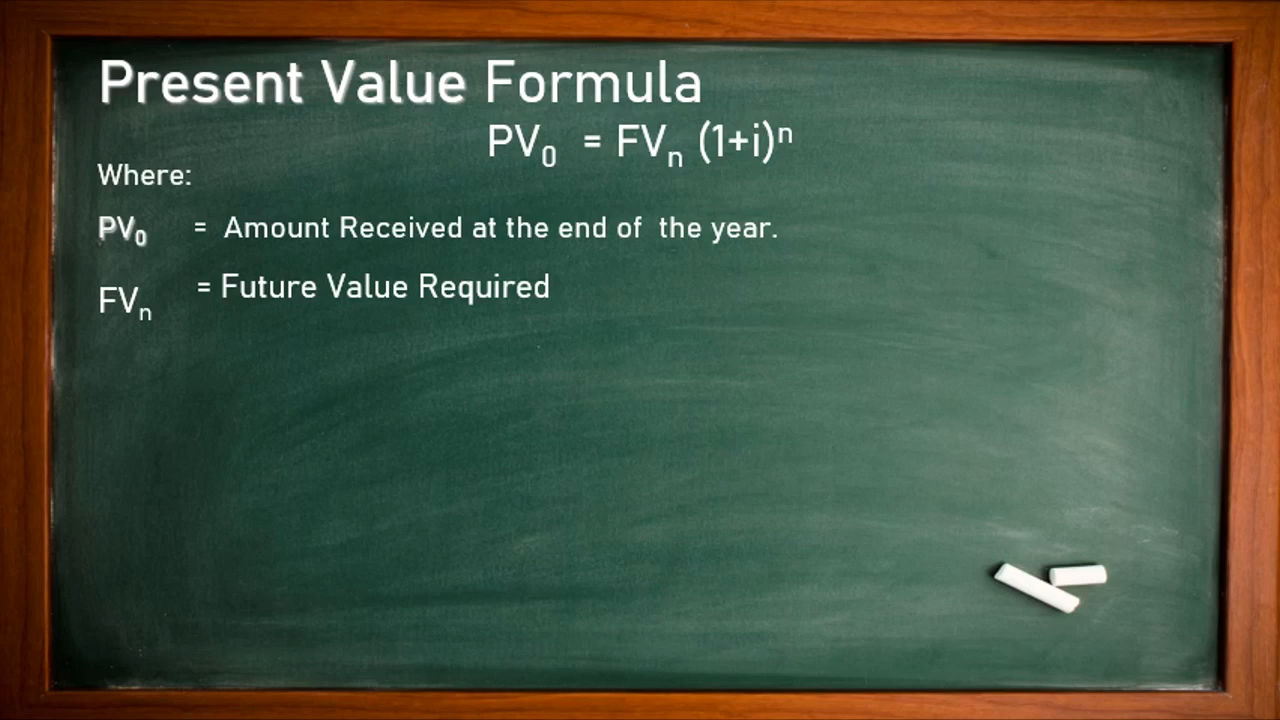 Present Value Formula
PV₀ = FVₙ (1+i)ⁿ
Where:
PV₀ = Amount Received at the end of the year.
FVₙ = Future Value Required